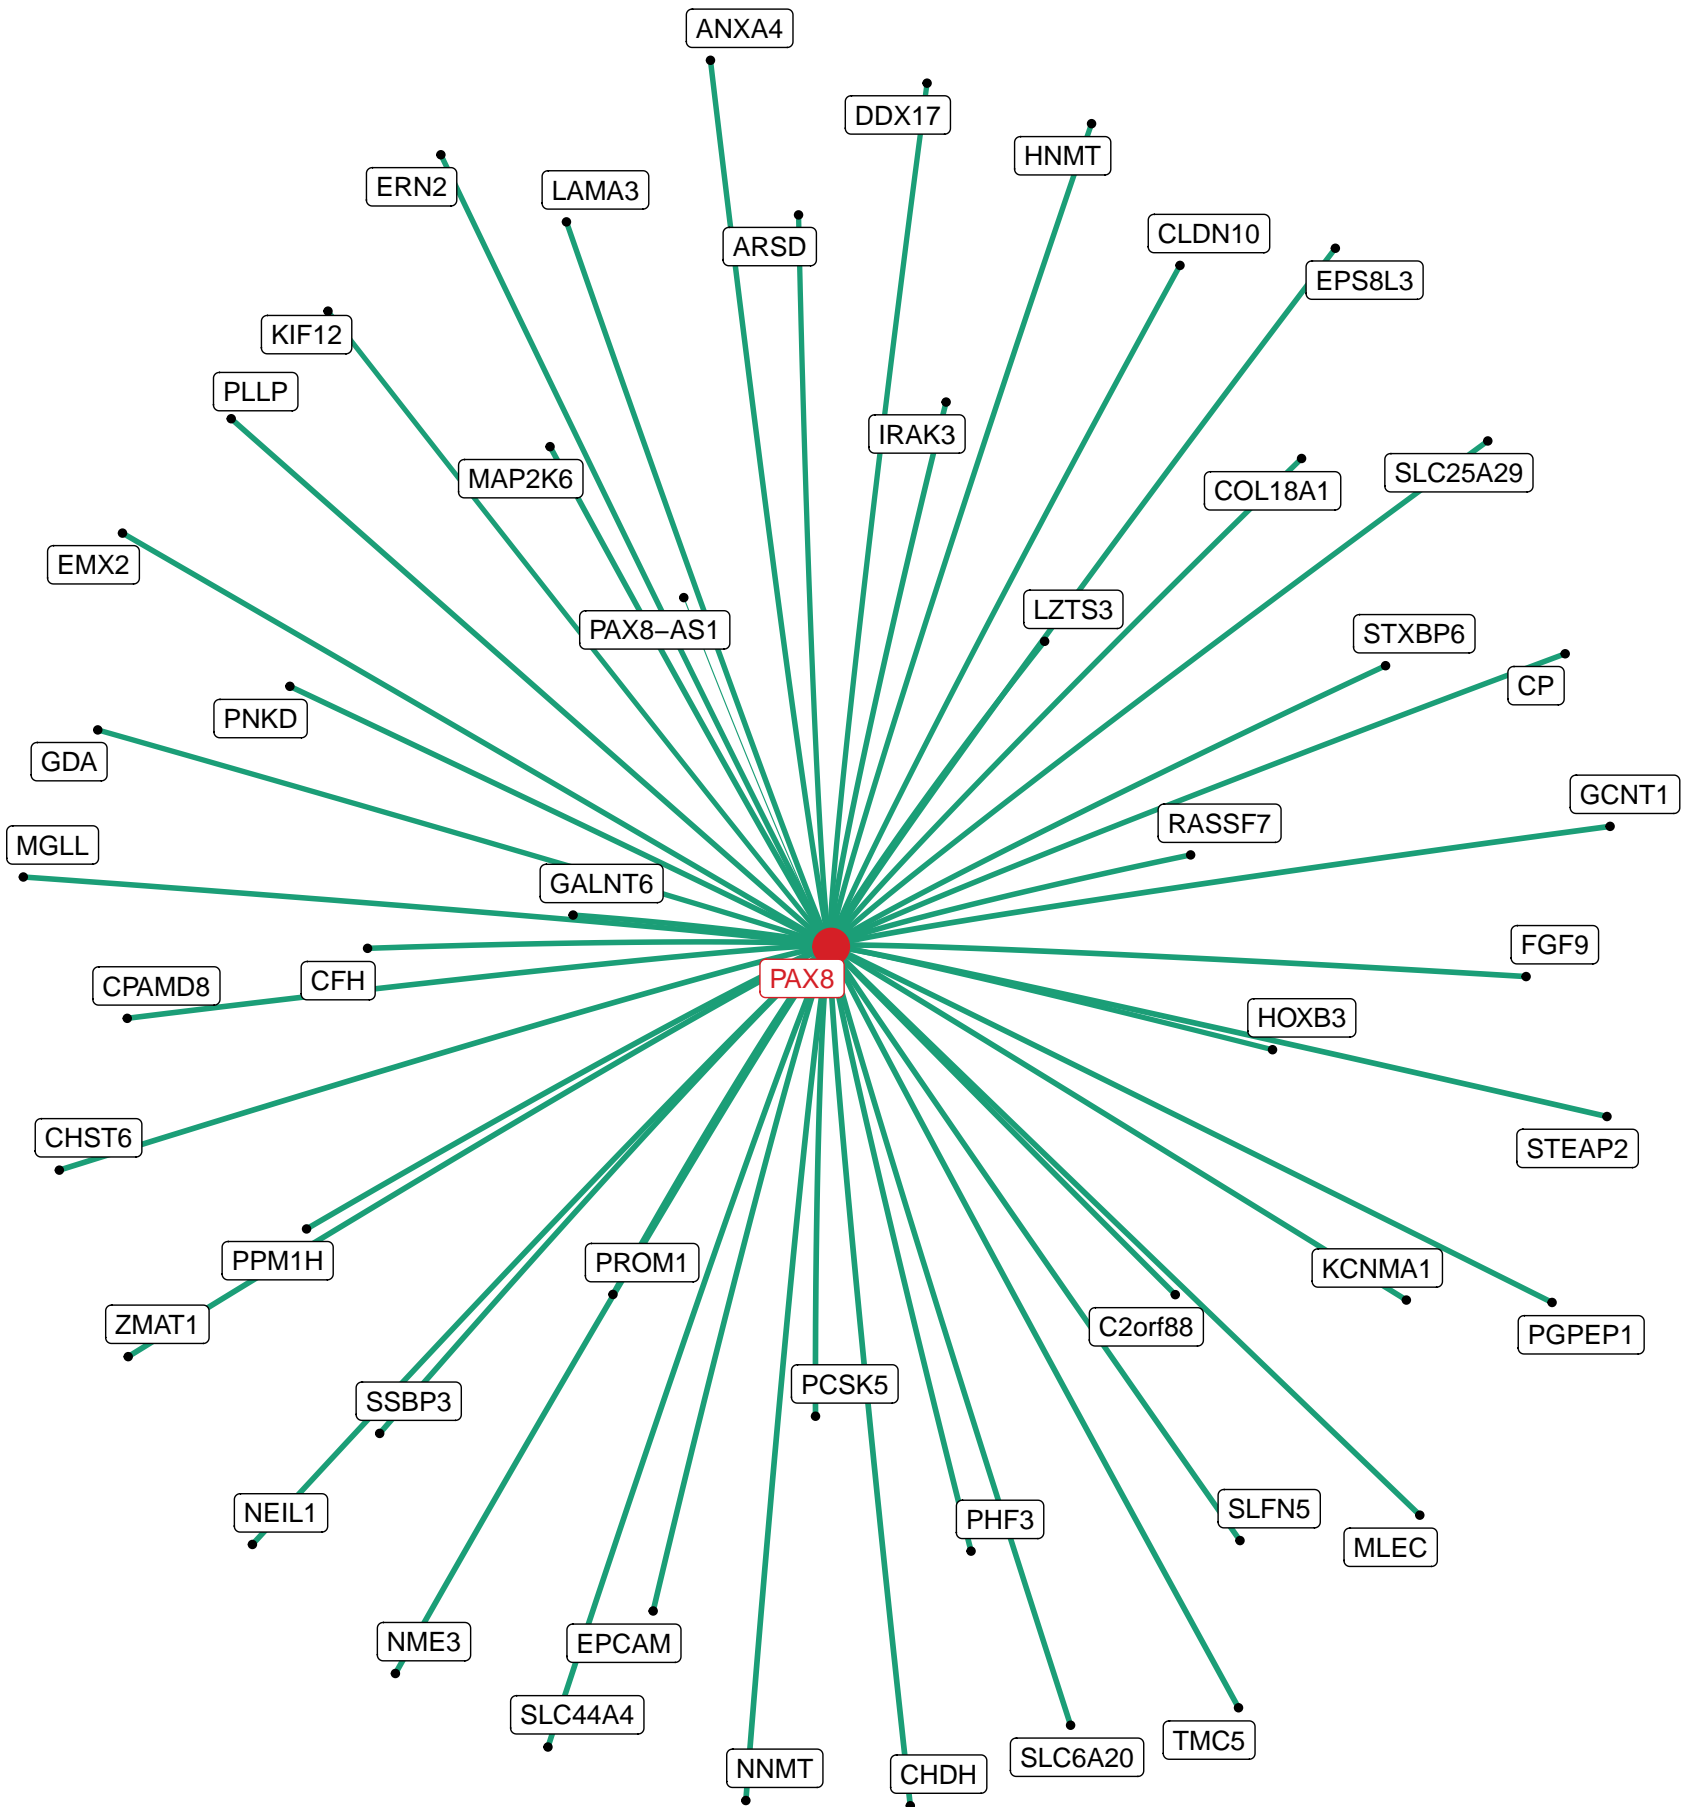 ANXA4
DDX17
HNMT
ERN2
LAMA3
CLDN10
ARSD
EPS8L3
KIF12
PLLP
IRAK3
SLC25A29
MAP2K6
COL18A1
EMX2
LZTS3
PAX8−AS1
STXBP6
CP
PNKD
GDA
GCNT1
RASSF7
MGLL
GALNT6
FGF9
PAX8
CFH
CPAMD8
HOXB3
CHST6
STEAP2
PPM1H
PROM1
KCNMA1
ZMAT1
C2orf88
PGPEP1
PCSK5
SSBP3
SLFN5
NEIL1
PHF3
MLEC
NME3
EPCAM
SLC44A4
TMC5
SLC6A20
NNMT
CHDH